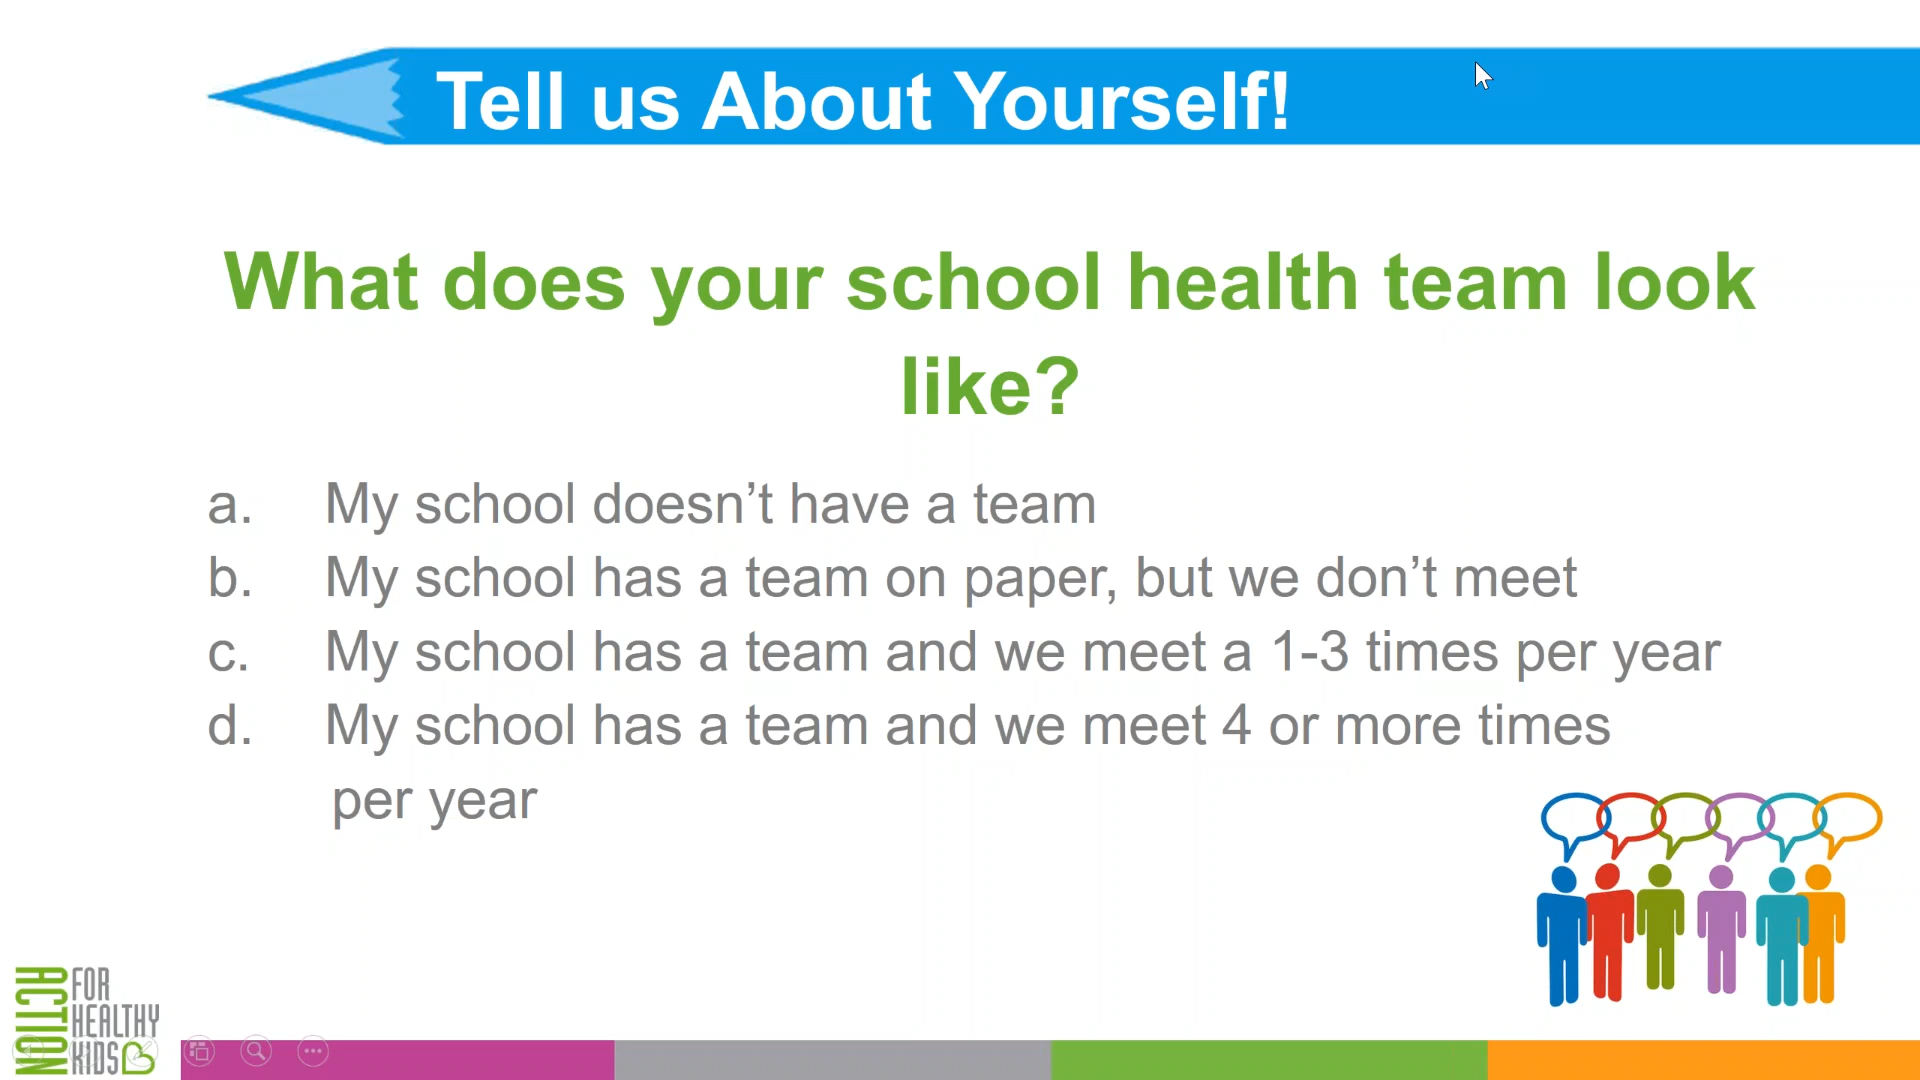 Tell us About Yourself!
What does your school health team look
like?
a. My school doesn’t have a team
b. My school has a team on paper, but we don’t meet
c. My school has a team and we meet a 1-3 times per year
d. My school has a team and we meet 4 or more times
per year
ACTION
FOR
HEALTHY
KIDS